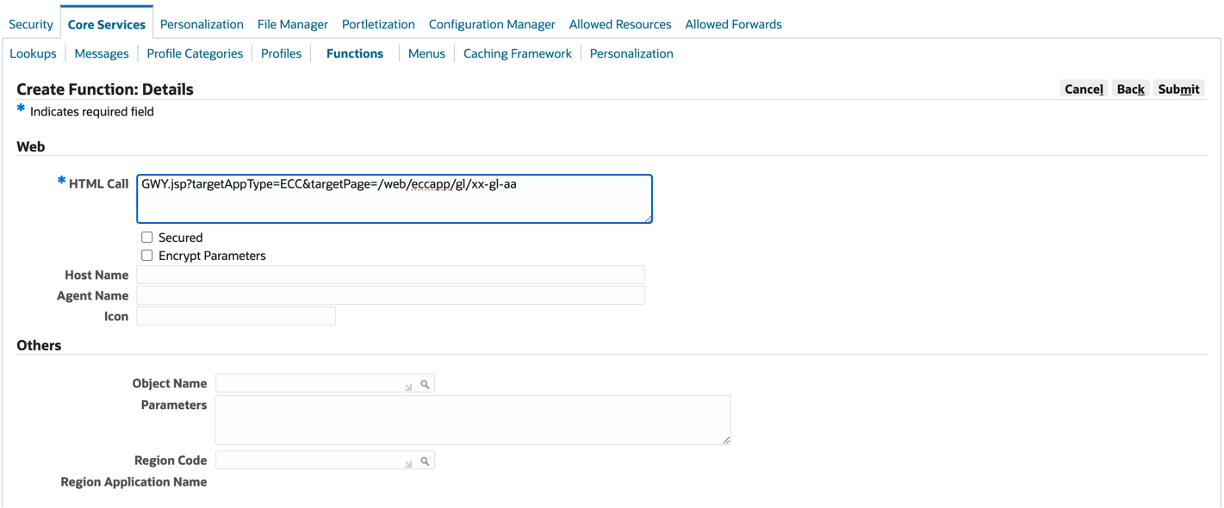 Security Core Services Personalization File Manager Portletization Configuration Manager Allowed Resources Allowed Forwards
Lookups Messages Profile Categories Profiles Functions Menus Caching Framework Personalization
Create Function: Details Cancel Back Submit
* Indicates required field
Web
* HTML Call GWY.jsp?targetAppType=ECC&targetPage=/web/eccapp/gl/xx-gl-aa
Secured
Encrypt Parameters
Host Name
Agent Name
Icon
Others
Object Name
Parameters
Region Code
Region Application Name